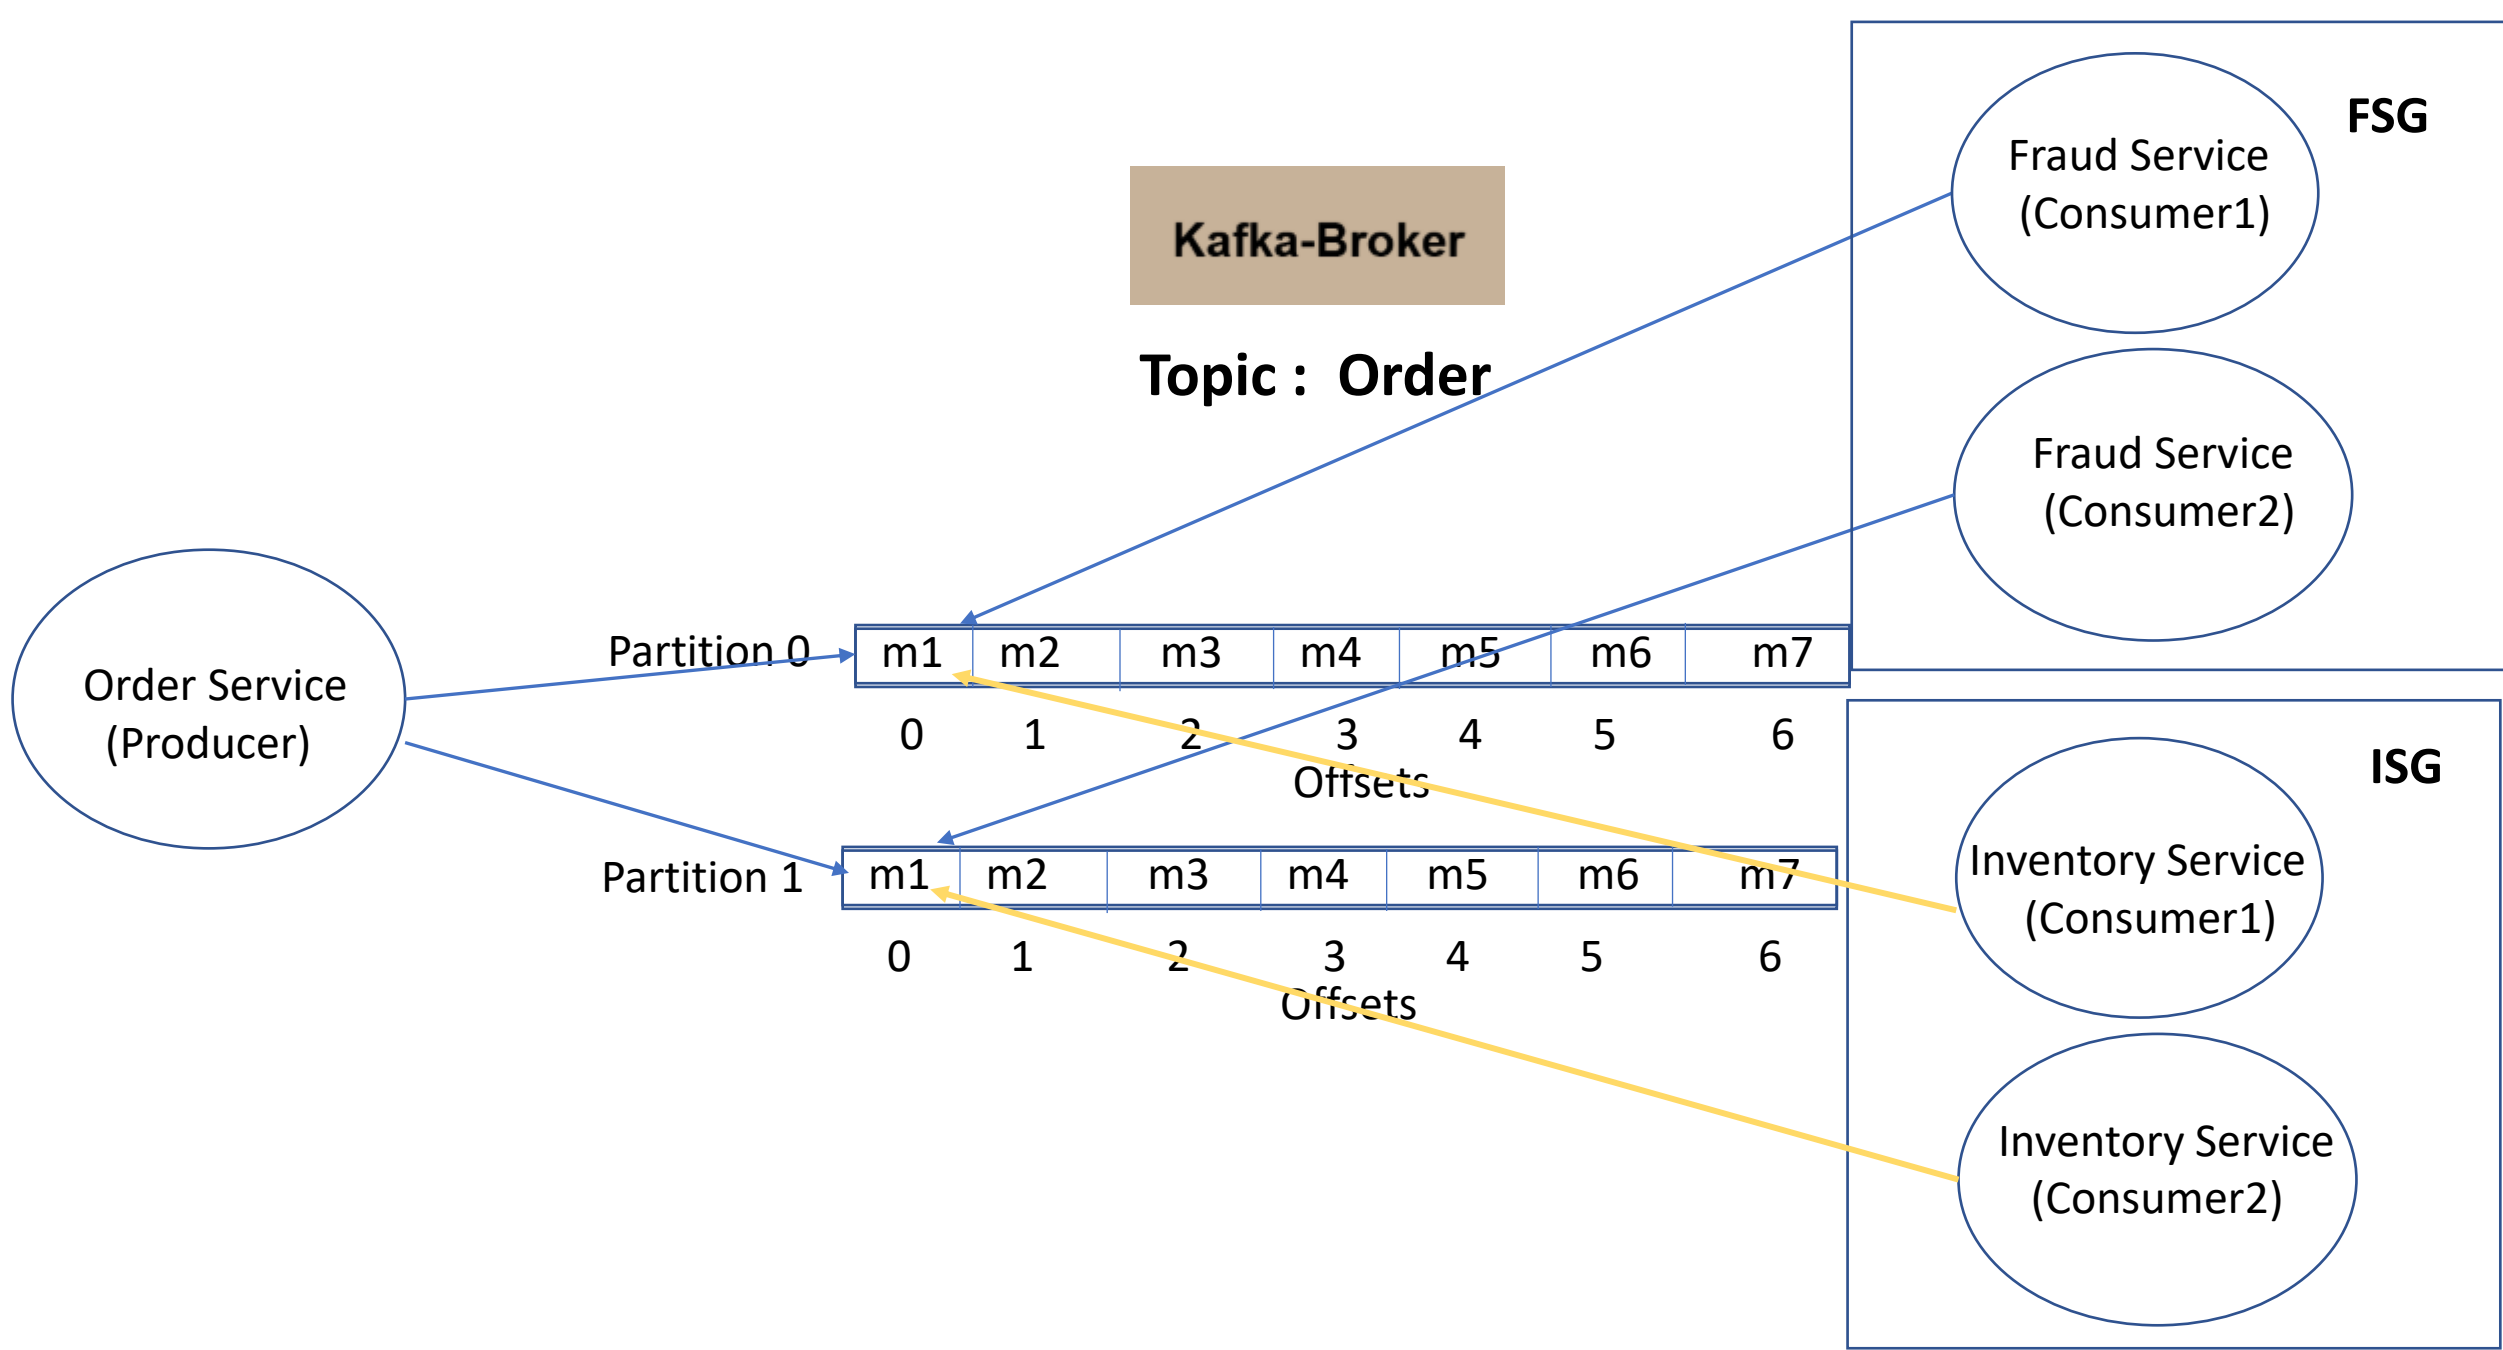 FSG
Fraud Service
(Consumer1)
Kafka-Broker
Topic : Order
Fraud Service
(Consumer2)
Order Service
(Producer)
Partition 0
m1 m2 m3 m4 m5 m6 m7
0 1 2 3 4 5 6
Offsets
Partition 1
m1 m2 m3 m4 m5 m6 m7
0 1 2 3 4 5 6
Offsets
ISG
Inventory Service
(Consumer1)
Inventory Service
(Consumer2)